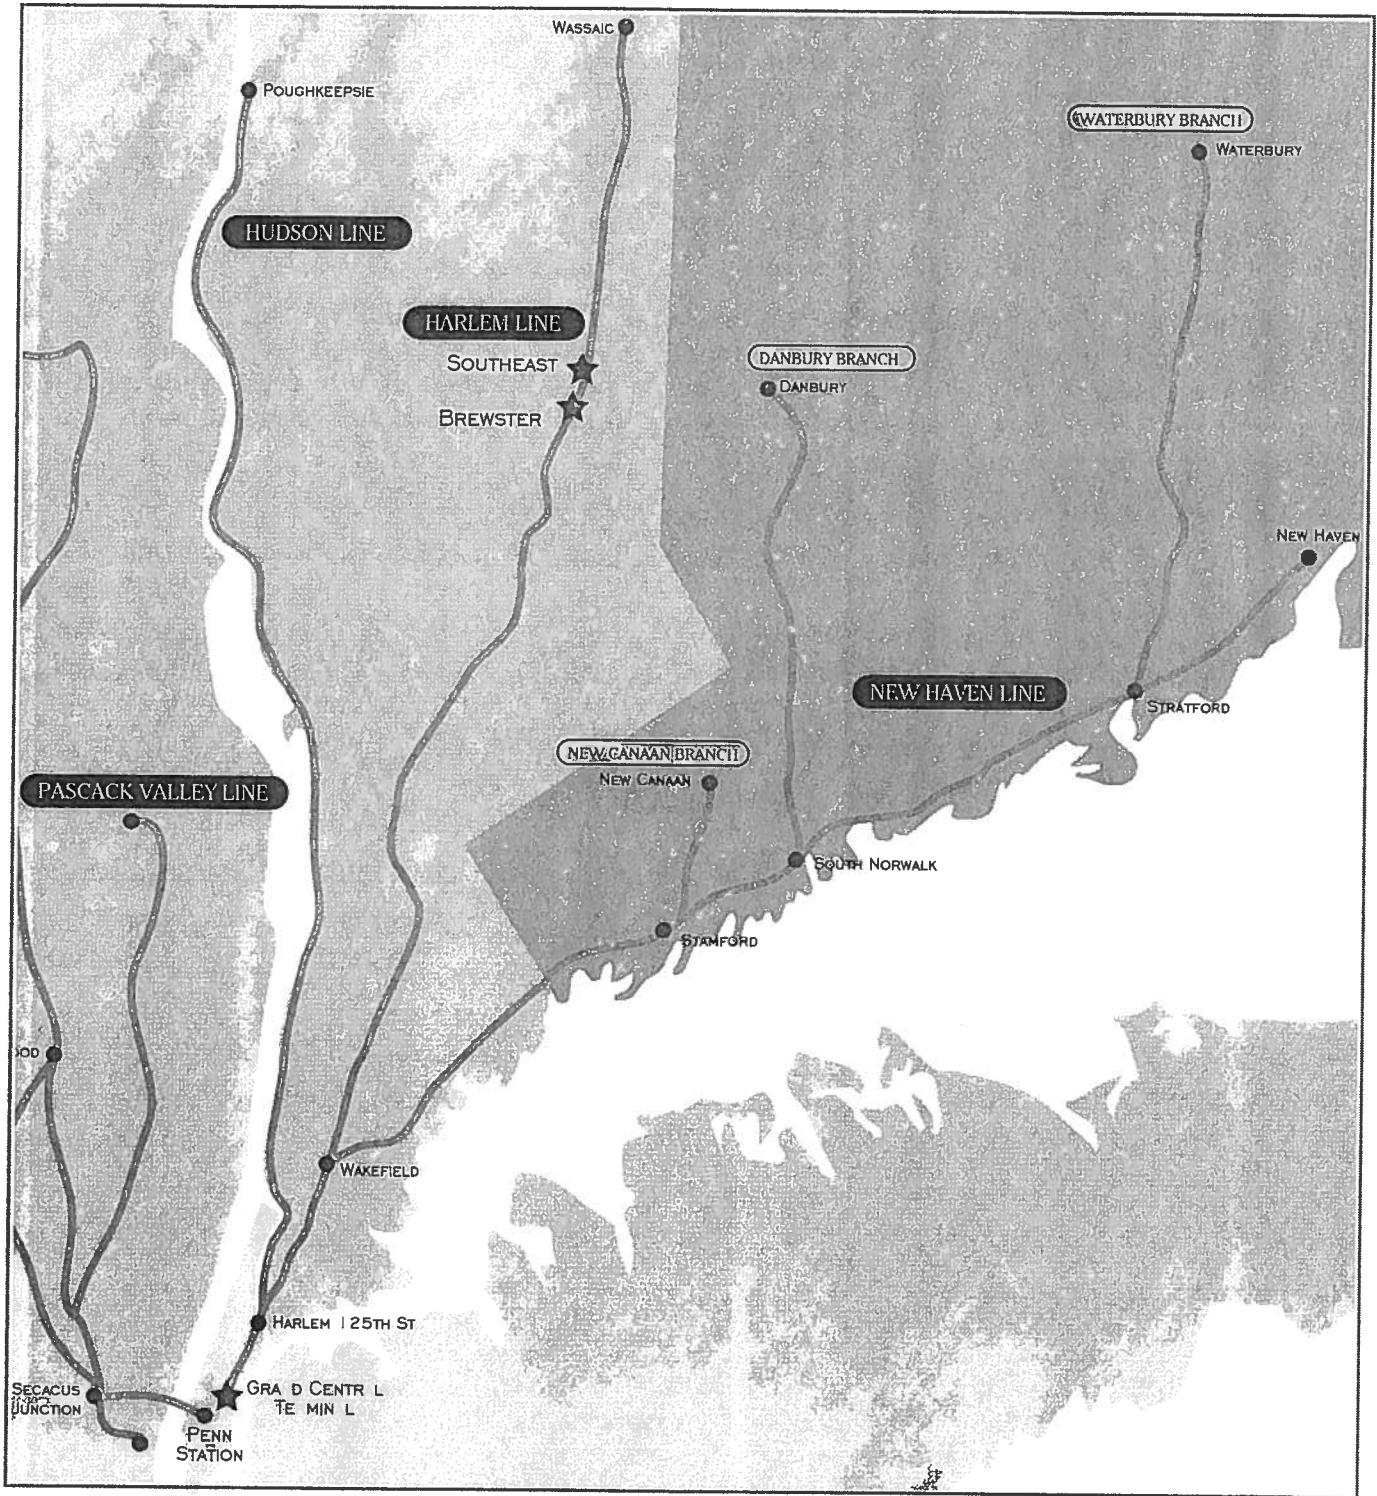 WASSAIC
POUGHKEEPSIE
WATERBURY BRANCH
WATERBURY
HUDSON LINE
HARLEM LINE
SOUTHEAST
DANBURY BRANCH
DANBURY
BREWSTER
NEW HAVEN
NEW HAVEN LINE
STRATFORD
NEW CANAAN BRANCH
NEW CANAAN
PASCACK VALLEY LINE
SOUTH NORWALK
STAMFORD
OOD
WAKEFIELD
HARLEM 125TH ST
GRA D CENTR L
TE MIN L
SECACUS
JUNCTION
PENN
STATION